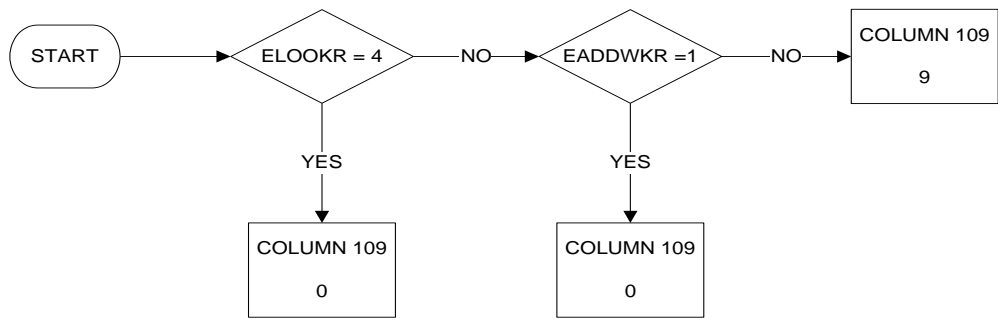 START
ELOOKR = 4
NO
EADDWKR =1
NO
COLUMN 109
9
YES
YES
COLUMN 109
0
COLUMN 109
0